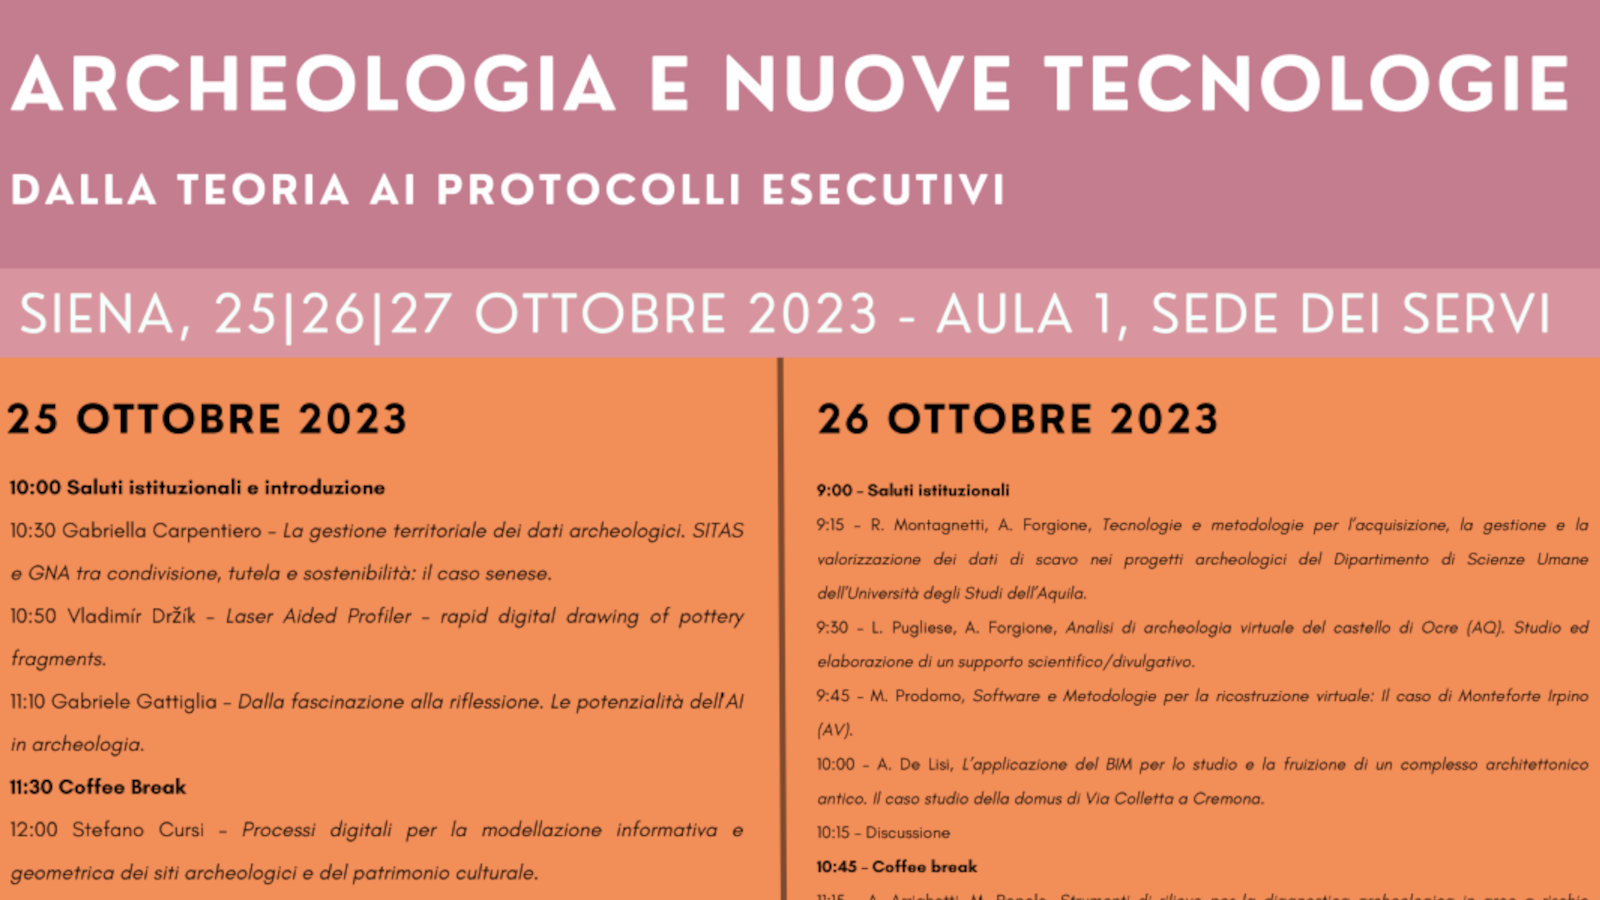 ARCHEOLOGIA E NUOVE TECNOLOGIE
DALLA TEORIA AI PROTOCOLLI ESECUTIVI
SIENA, 25|26|27 OTTOBRE 2023 - AULA 1, SEDE DEI SERVI
25 OTTOBRE 2023
10:00 Saluti istituzionali e introduzione
10:30 Gabriella Carpentiero – La gestione territoriale dei dati archeologici. SITAS
e GNA tra condivisione, tutela e sostenibilità: il caso senese.
10:50 Vladimír Držík – Laser Aided Profiler – rapid digital drawing of pottery
fragments.
11:10 Gabriele Gattiglia – Dalla fascinazione alla riflessione. Le potenzialità dell'AI
in archeologia.
11:30 Coffee Break
12:00 Stefano Cursi – Processi digitali per la modellazione informativa e
geometrica dei siti archeologici e del patrimonio culturale.
26 OTTOBRE 2023
9:00 – Saluti istituzionali
9:15 – R. Montagnetti, A. Forgione, Tecnologie e metodologie per l'acquisizione, la gestione e la
valorizzazione dei dati di scavo nei progetti archeologici del Dipartimento di Scienze Umane
dell'Università degli Studi dell'Aquila.
9:30 – L. Pugliese, A. Forgione, Analisi di archeologia virtuale del castello di Ocre (AQ). Studio ed
elaborazione di un supporto scientifico/divulgativo.
9:45 – M. Prodomo, Software e Metodologie per la ricostruzione virtuale: Il caso di Monteforte Irpino
(AV).
10:00 – A. De Lisi, L'applicazione del BIM per lo studio e la fruizione di un complesso architettonico
antico. Il caso studio della domus di Via Colletta a Cremona.
10:15 – Discussione
10:45 – Coffee break